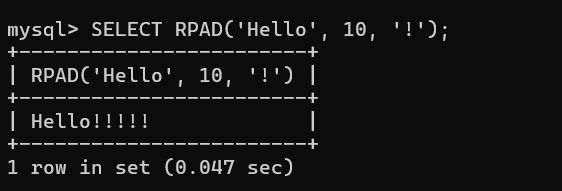 mysql> SELECT RPAD('Hello', 10, '!');
+------------------------+
| RPAD('Hello', 10, '!') |
+------------------------+
| Hello!!!!!             |
+------------------------+
1 row in set (0.047 sec)